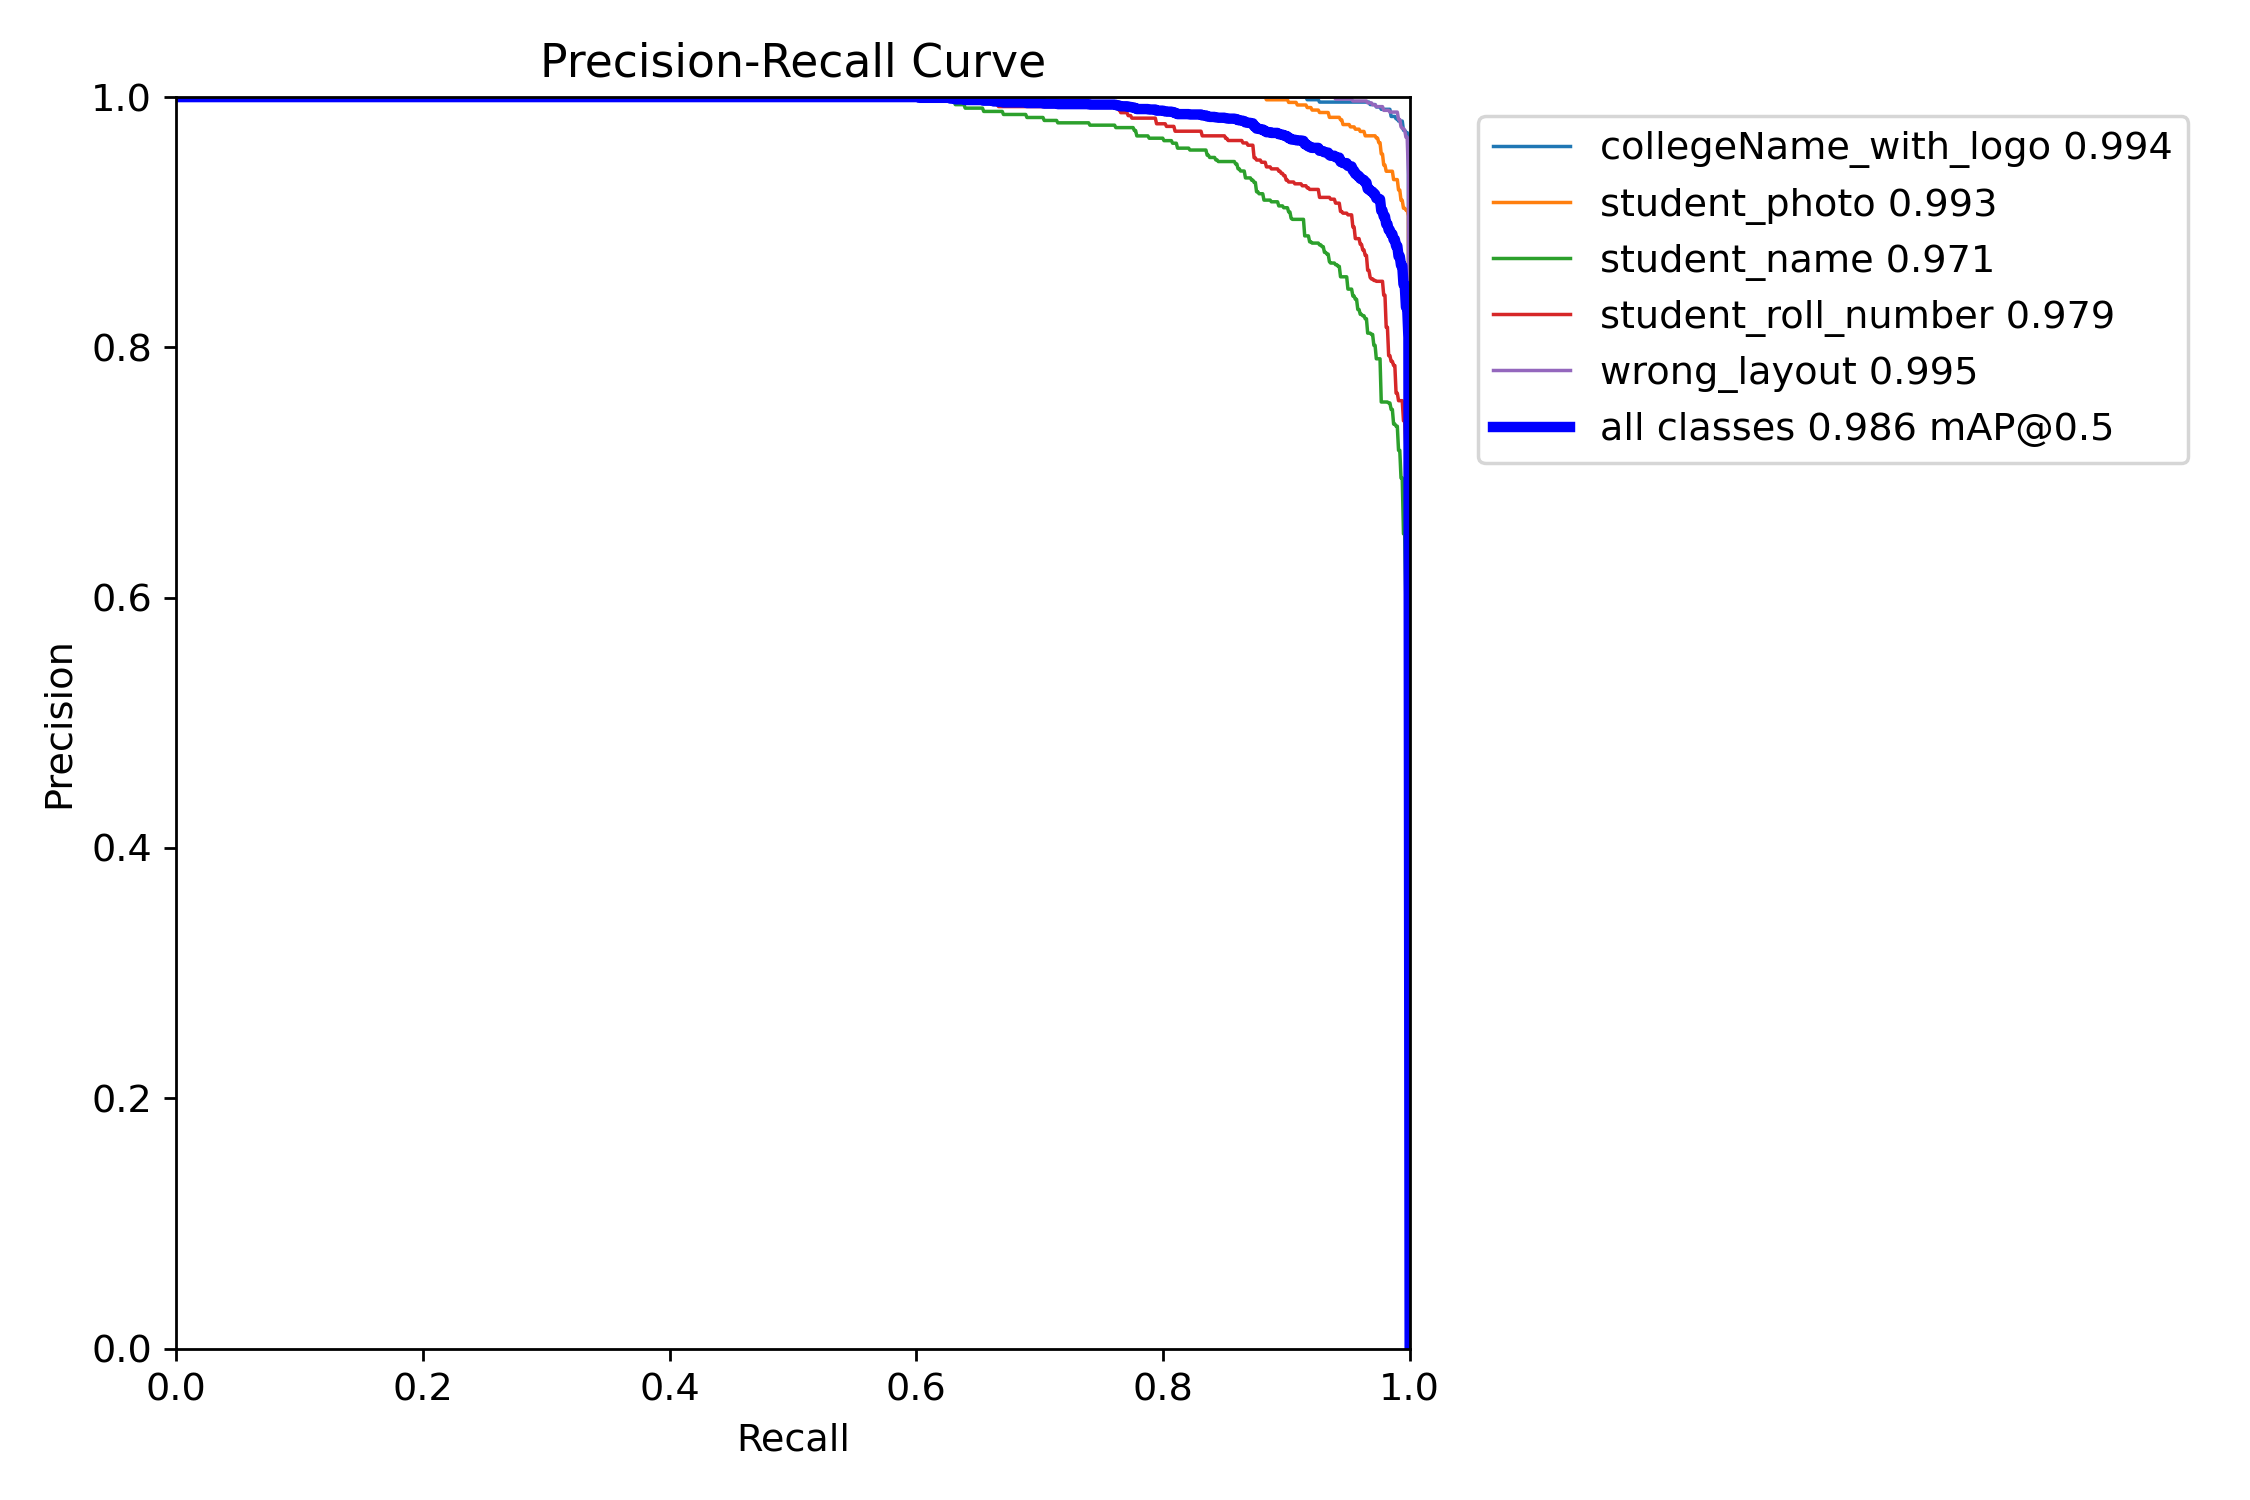 Precision-Recall Curve
1.0
0.8
0.6
0.4
0.2
0.0
Precision
0.0 0.2 0.4 0.6 0.8 1.0
Recall
collegeName_with_logo 0.994
student_photo 0.993
student_name 0.971
student_roll_number 0.979
wrong_layout 0.995
all classes 0.986 mAP@0.5